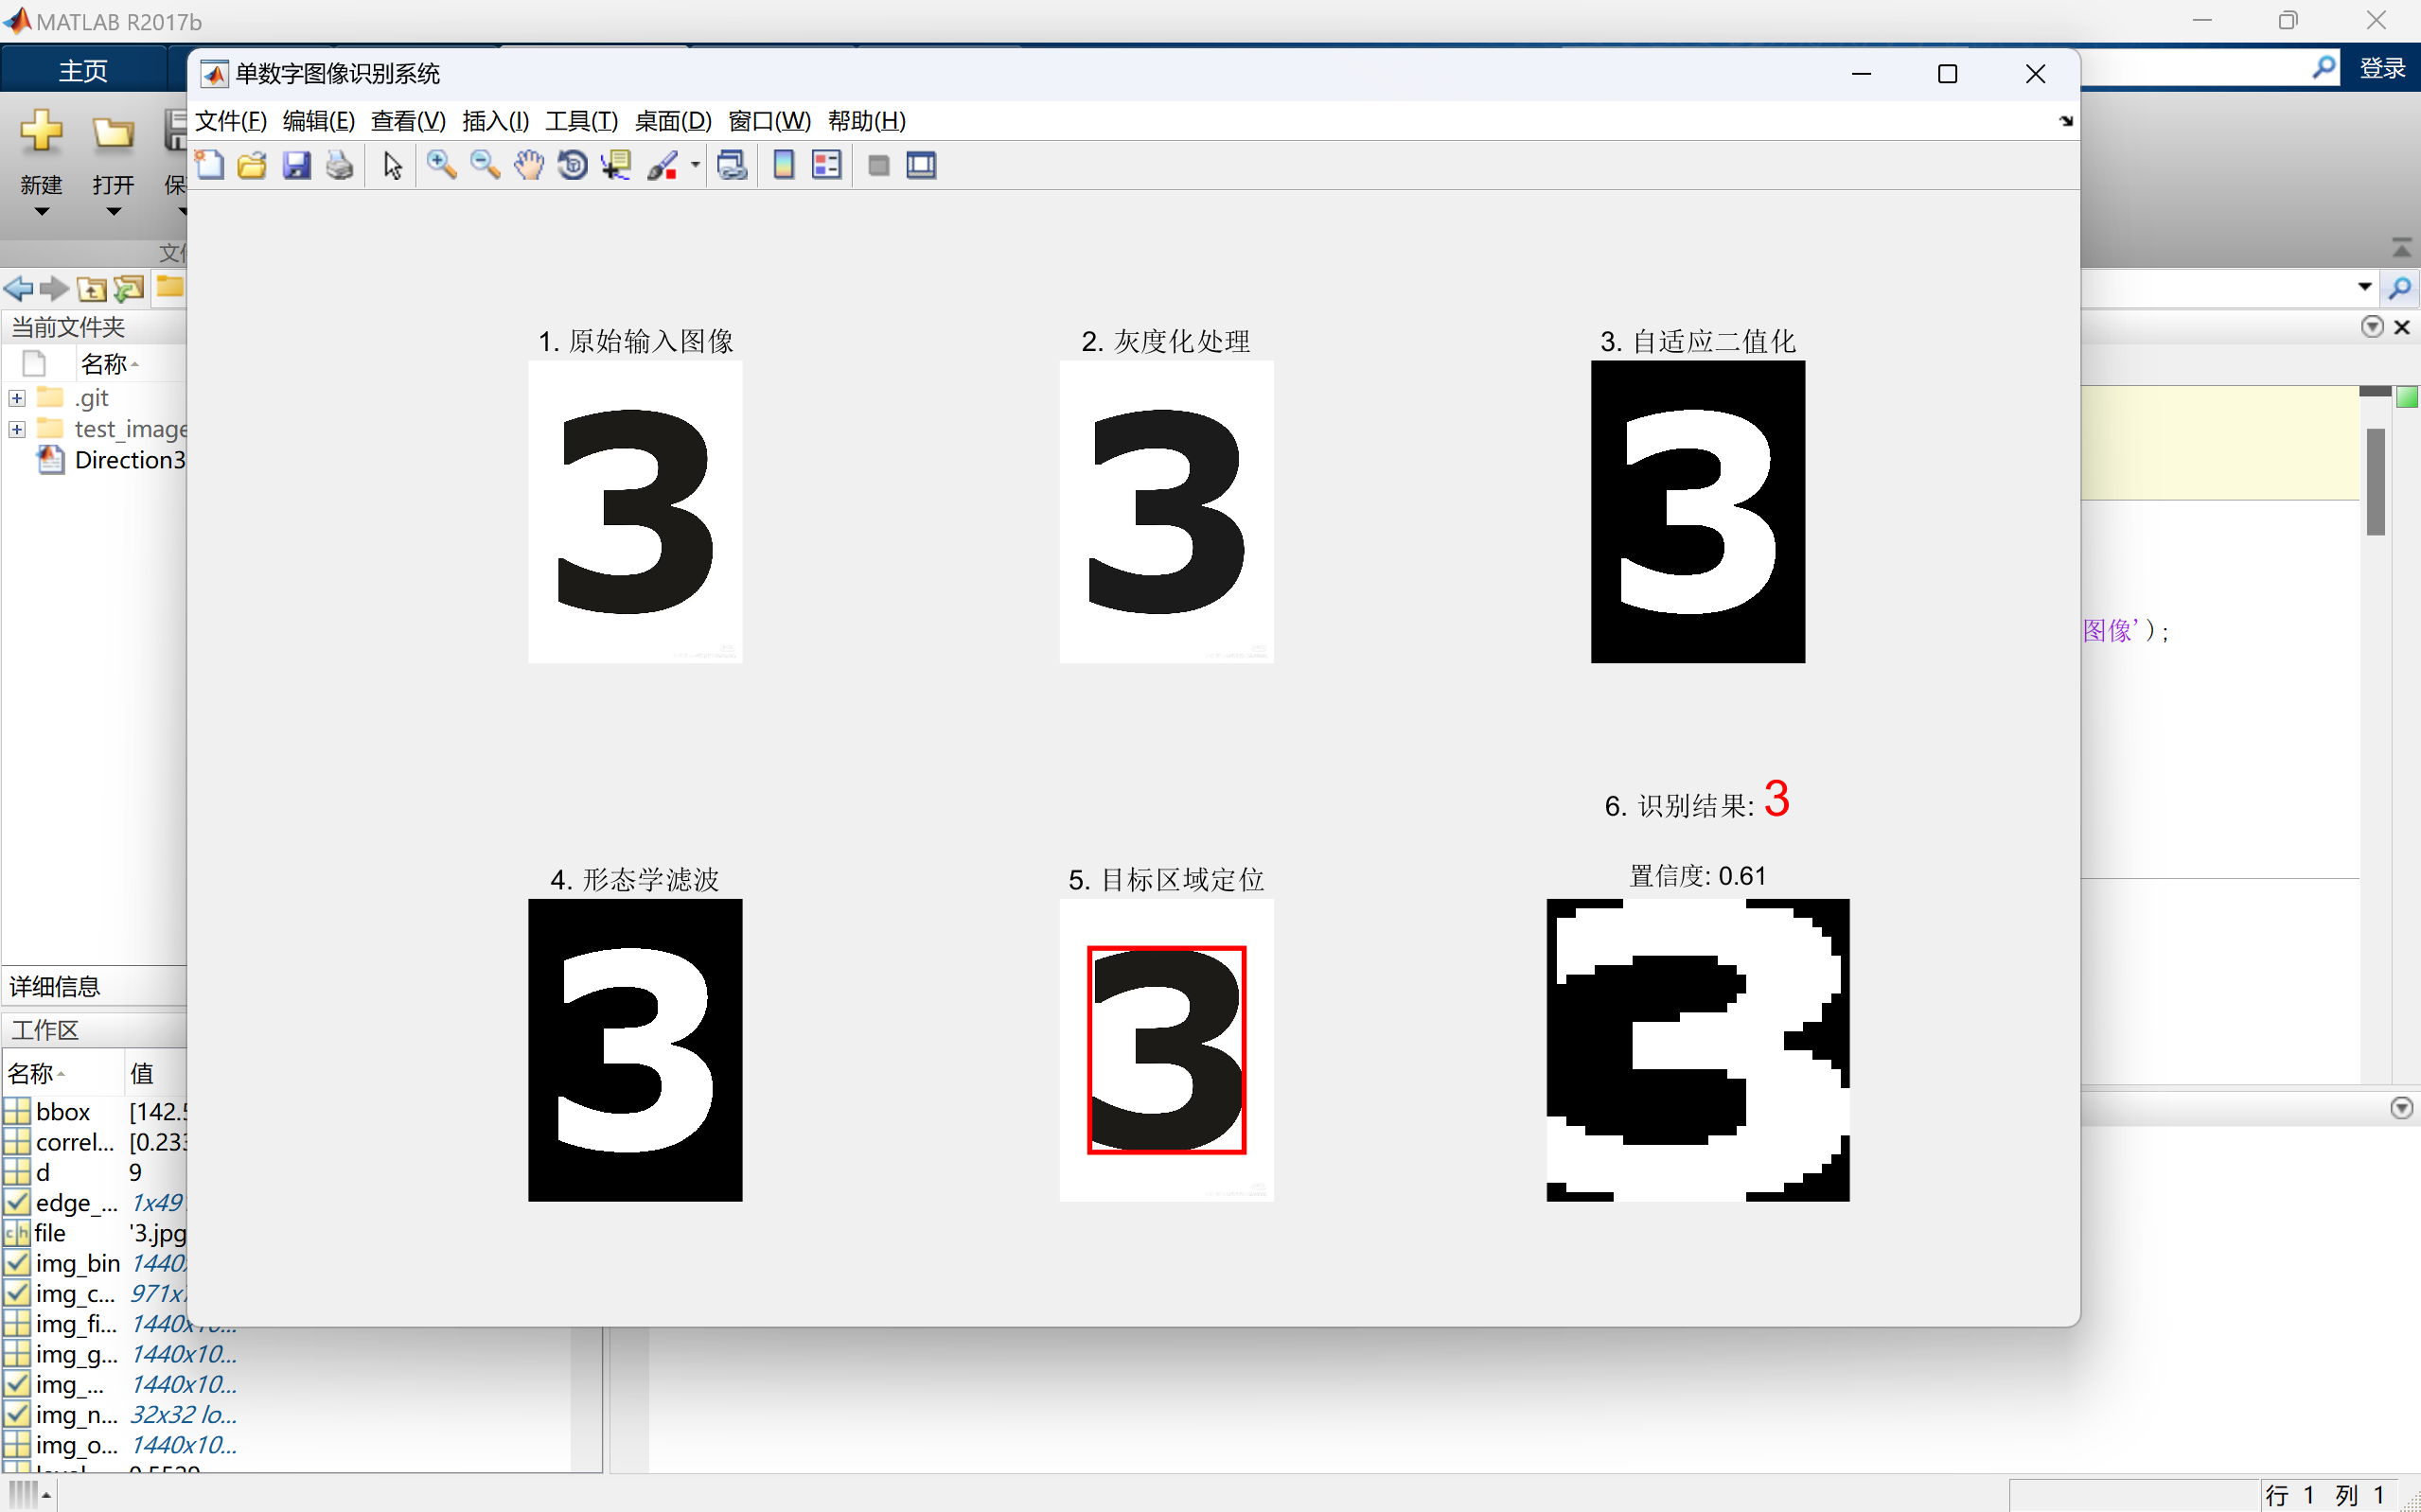 MATLAB R2017b
主页
登录
单数字图像识别系统
文件(F) 编辑(E) 查看(V) 插入(I) 工具(T) 桌面(D) 窗口(W) 帮助(H)
新建
打开
当前文件夹
名称
.git
test_image
Direction3
图像');
1. 原始输入图像
2. 灰度化处理
3. 自适应二值化
3
3
3
4. 形态学滤波
5. 目标区域定位
6. 识别结果: 3
置信度: 0.61
3
3
3
详细信息
工作区
名称 值
bbox [142.5
correl... [0.233
d 9
edge_... 1x49
file '3.jpg
img_bin 1440x
img_c... 971x
img_fi... 1440x10...
img_g... 1440x10...
img_... 1440x10...
img_n... 32x32 lo...
img_o... 1440x10...
行 1 列 1